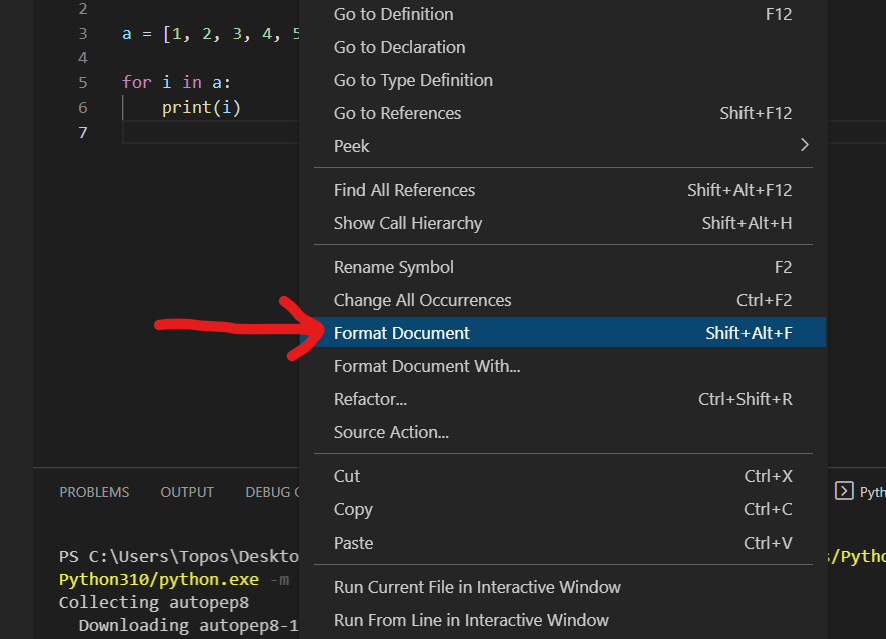 2
3 a = [1, 2, 3, 4, 5
4
5 for i in a:
6 print(i)
7
Go to Definition F12
Go to Declaration
Go to Type Definition
Go to References Shift+F12
Peek
Find All References Shift+Alt+F12
Show Call Hierarchy Shift+Alt+H
Rename Symbol F2
Change All Occurrences Ctrl+F2
Format Document Shift+Alt+F
Format Document With...
Refactor... Ctrl+Shift+R
Source Action...
Cut Ctrl+X
Copy Ctrl+C
Paste Ctrl+V
Run Current File in Interactive Window
Run From Line in Interactive Window
PROBLEMS OUTPUT DEBUG Pyth
PS C:\Users\Topos\Deskto s/Pytho
Python310/python.exe -m
Collecting autopep8
Downloading autopep8-1